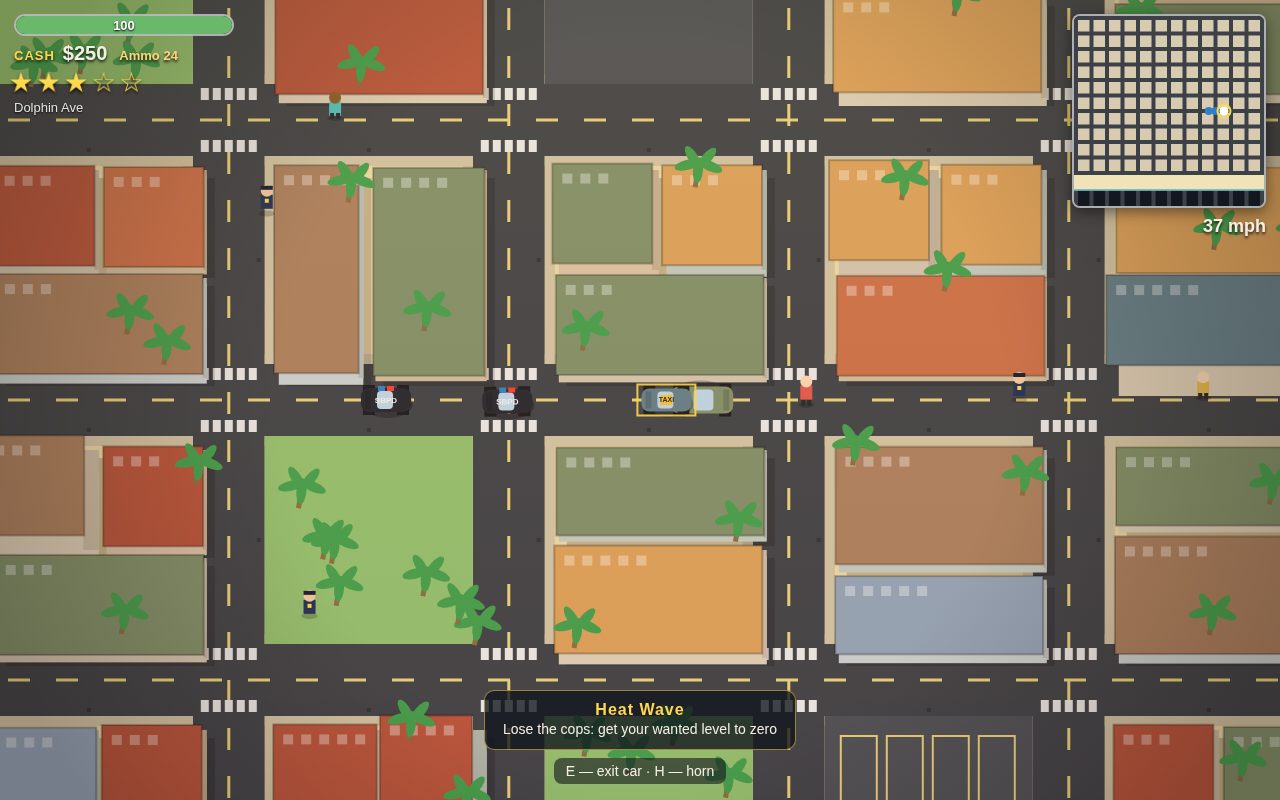 100
CASH $250 Ammo 24
★★★☆☆
Dolphin Ave
37 mph
SBPD
SBPD
TAXI
Heat Wave
Lose the cops: get your wanted level to zero
E — exit car · H — horn